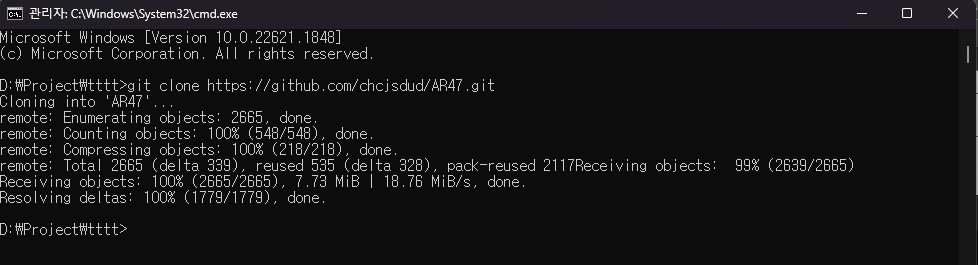 관리자: C:\Windows\System32\cmd.exe
Microsoft Windows [Version 10.0.22621.1848]
(c) Microsoft Corporation. All rights reserved.
D:₩Project₩tttt>git clone https://github.com/chcjsdud/AR47.git
Cloning into 'AR47'...
remote: Enumerating objects: 2665, done.
remote: Counting objects: 100% (548/548), done.
remote: Compressing objects: 100% (218/218), done.
remote: Total 2665 (delta 339), reused 535 (delta 328), pack-reused 2117Receiving objects:  99% (2639/2665)
Receiving objects: 100% (2665/2665), 7.73 MiB | 18.76 MiB/s, done.
Resolving deltas: 100% (1779/1779), done.
D:₩Project₩tttt>